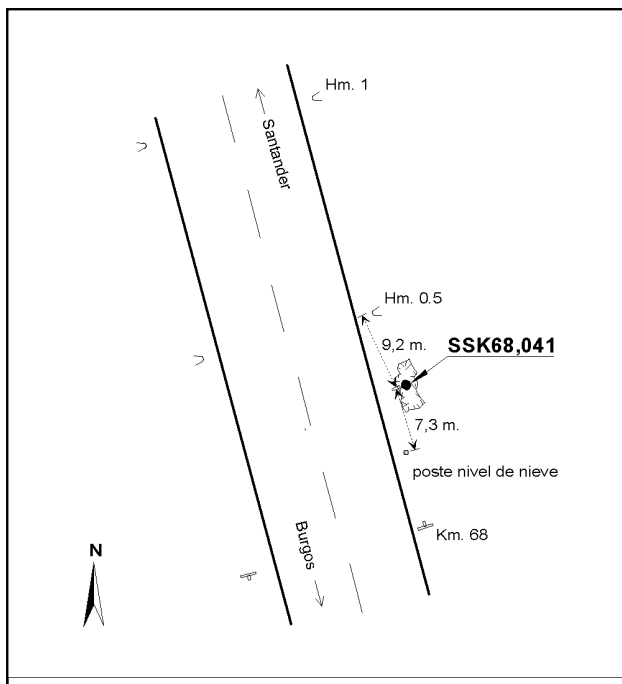 Hm. 1
Santander
Hm. 0.5
9,2 m.
SSK68,041
7,3 m.
poste nivel de nieve
Km. 68
Burgos
N